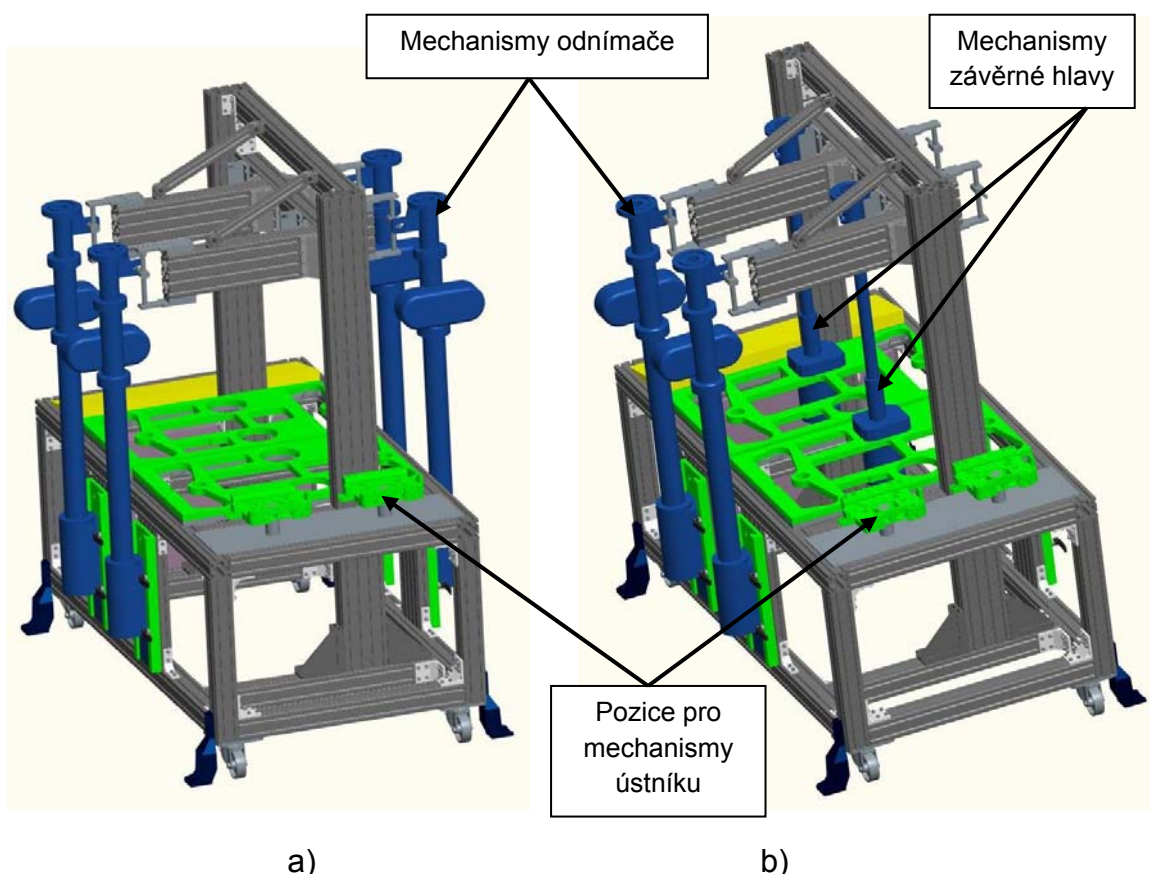 Mechanismy odnímače
Mechanismy
závěrné hlavy
Pozice pro
mechanismy
ústníku
a)
b)